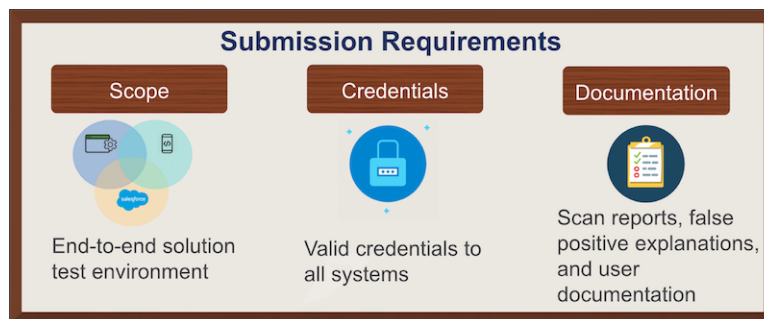 Submission Requirements
Scope
Credentials
Documentation
salesforce
End-to-end solution
test environment
Valid credentials to
all systems
Scan reports, false
positive explanations,
and user
documentation